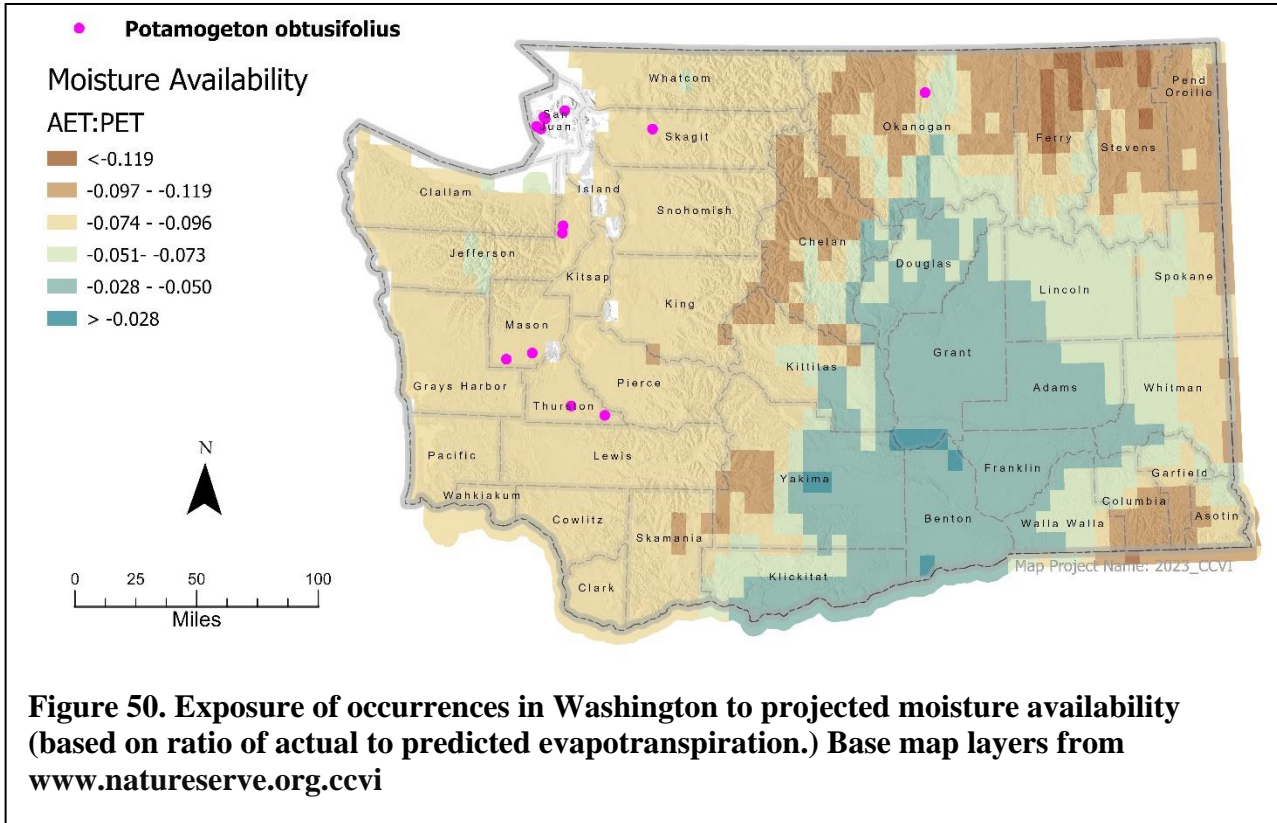 Potamogeton obtusifolius
Moisture Availability
AET:PET
<-0.119
-0.097 - -0.119
-0.074 - -0.096
-0.051- -0.073
-0.028 - -0.050
> -0.028
Whatcom
Pend
Oreille
San
Juan
Skagit
Okanogan
Ferry
Stevens
Clallam
Island
Snohomish
Chelan
Jefferson
Douglas
Kitsap
Lincoln
Spokane
King
Mason
Grant
Kittitas
Grays Harbor
Pierce
Adams
Whitman
Thurston
N
Pacific
Lewis
Yakima
Franklin
Garfield
Wahkiakum
Columbia
Cowlitz
Benton
Walla Walla
Asotin
Skamania
Map Project Name: 2023_CCVI
Klickitat
Clark
0 25 50 100
Miles
Figure 50. Exposure of occurrences in Washington to projected moisture availability
(based on ratio of actual to predicted evapotranspiration.) Base map layers from
www.natureserve.org.ccvi